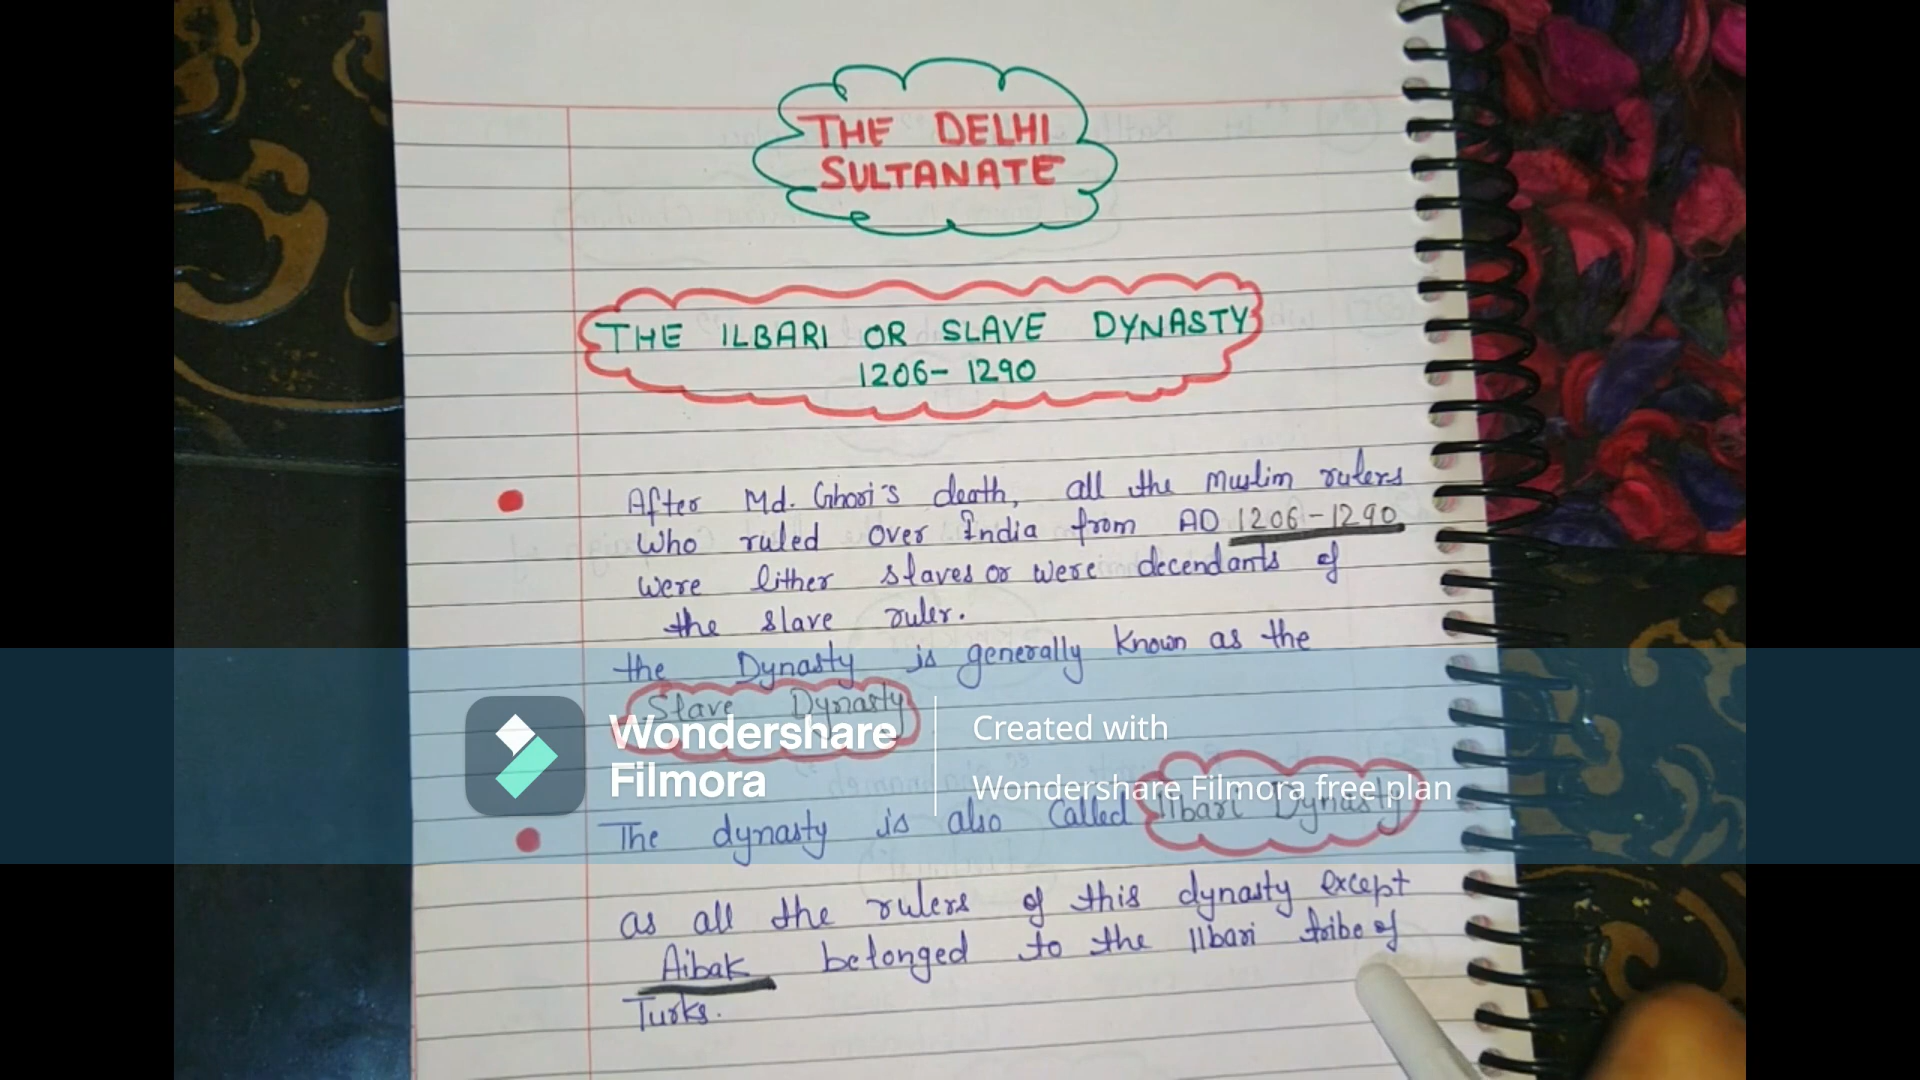 THE DELHI
SULTANATE
THE ILBARI OR SLAVE DYNASTY
1206- 1290
After Md. Ghori's death, all the Muslim rulers
Who ruled over India from AD 1206-1290
were either slaves or were decendants of
the slave ruler.
the Dynasty is generally known as the
Slave Dynasty
Wondershare
Filmora
Created with
Wondershare Filmora free plan
The dynasty is also Called Ilbari Dynasty
as all the rulers of this dynasty except
Aibak belonged to the Ilbari tribe of
Turks.